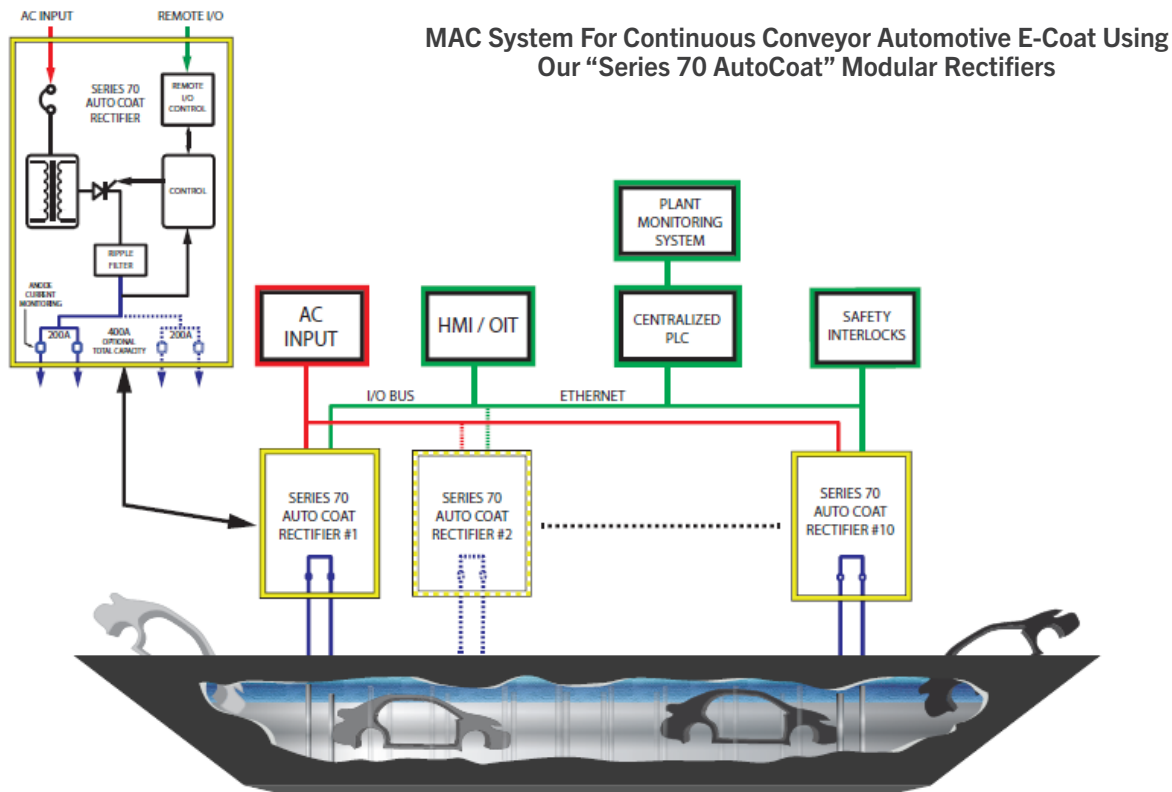 AC INPUT
REMOTE I/O
MAC System For Continuous Conveyor Automotive E-Coat Using
Our “Series 70 AutoCoat” Modular Rectifiers
SERIES 70
AUTO COAT
RECTIFIER
REMOTE
I/O
CONTROL
CONTROL
RIPPLE
FILTER
ANODE
CURRENT
MONITORING
200A
400A
OPTIONAL
TOTAL CAPACITY
200A
PLANT
MONITORING
SYSTEM
AC
INPUT
HMI / OIT
CENTRALIZED
PLC
SAFETY
INTERLOCKS
I/O BUS
ETHERNET
SERIES 70
AUTO COAT
RECTIFIER #1
SERIES 70
AUTO COAT
RECTIFIER #2
SERIES 70
AUTO COAT
RECTIFIER #10